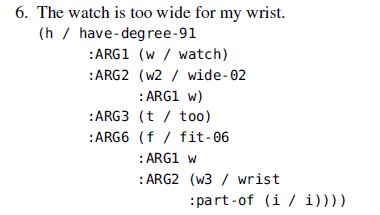 6. The watch is too wide for my wrist.
(h / have-degree-91
:ARG1 (w / watch)
:ARG2 (w2 / wide-02
:ARG1 w)
:ARG3 (t / too)
:ARG6 (f / fit-06
:ARG1 w
:ARG2 (w3 / wrist
:part-of (i / i))))